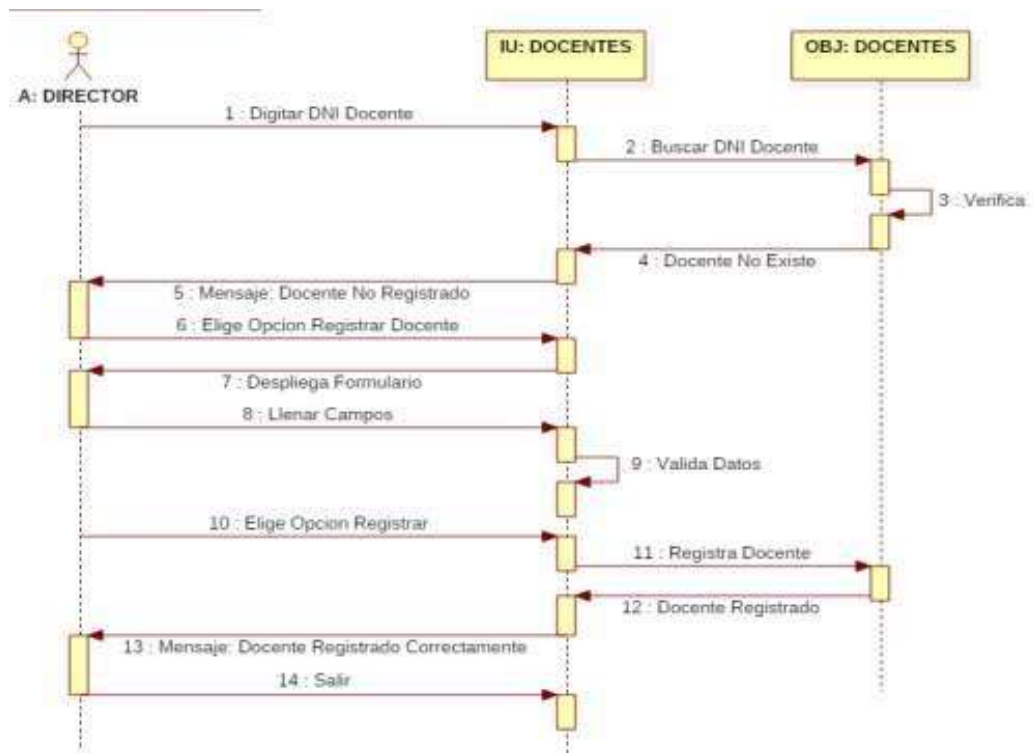 IU: DOCENTES
OBJ: DOCENTES
A: DIRECTOR
1 : Digitar DNI Docente
2 : Buscar DNI Docente
3 : Verifica
4 : Docente No Existe
5 : Mensaje: Docente No Registrado
6 : Elige Opcion Registrar Docente
7 : Despliega Formulario
8 : Llenar Campos
9 : Valida Datos
10 : Elige Opcion Registrar
11 : Registra Docente
12 : Docente Registrado
13 : Mensaje: Docente Registrado Correctamente
14 : Salir